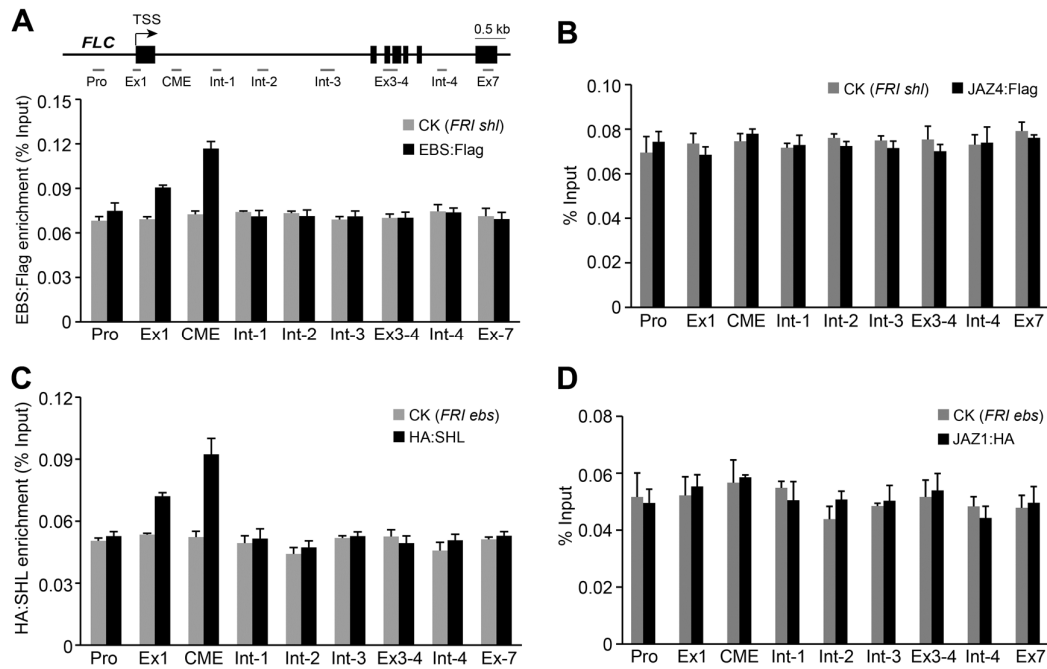 A
TSS
FLC
0.5 kb
Pro Ex1 CME Int-1 Int-2 Int-3 Ex3-4 Int-4 Ex7
EBS:Flag enrichment (% Input)
0.15
0.12
0.09
0.06
0.03
0
CK (FRI shl)
EBS:Flag
Pro Ex1 CME Int-1 Int-2 Int-3 Ex3-4 Int-4 Ex-7
B
% Input
0.10
0.08
0.06
0.04
0.02
0.00
CK (FRI shl) JAZ4:Flag
Pro Ex1 CME Int-1 Int-2 Int-3 Ex3-4 Int-4 Ex7
C
HA:SHL enrichment (% Input)
0.12
0.09
0.06
0.03
0
CK (FRI ebs)
HA:SHL
Pro Ex1 CME Int-1 Int-2 Int-3 Ex3-4 Int-4 Ex-7
D
% Input
0.08
0.06
0.04
0.02
0.00
CK (FRI ebs)
JAZ1:HA
Pro Ex1 CME Int-1 Int-2 Int-3 Ex3-4 Int-4 Ex7